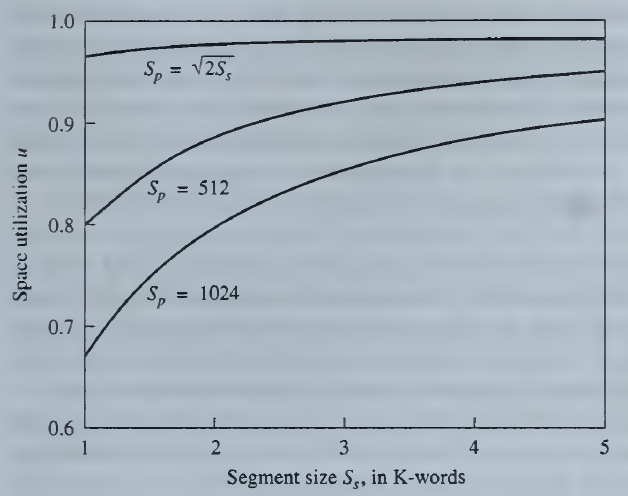 1.0
0.9
0.8
0.7
0.6
Space utilization u
S_p = √2S_s
S_p = 512
S_p = 1024
1 2 3 4 5
Segment size S_s, in K-words